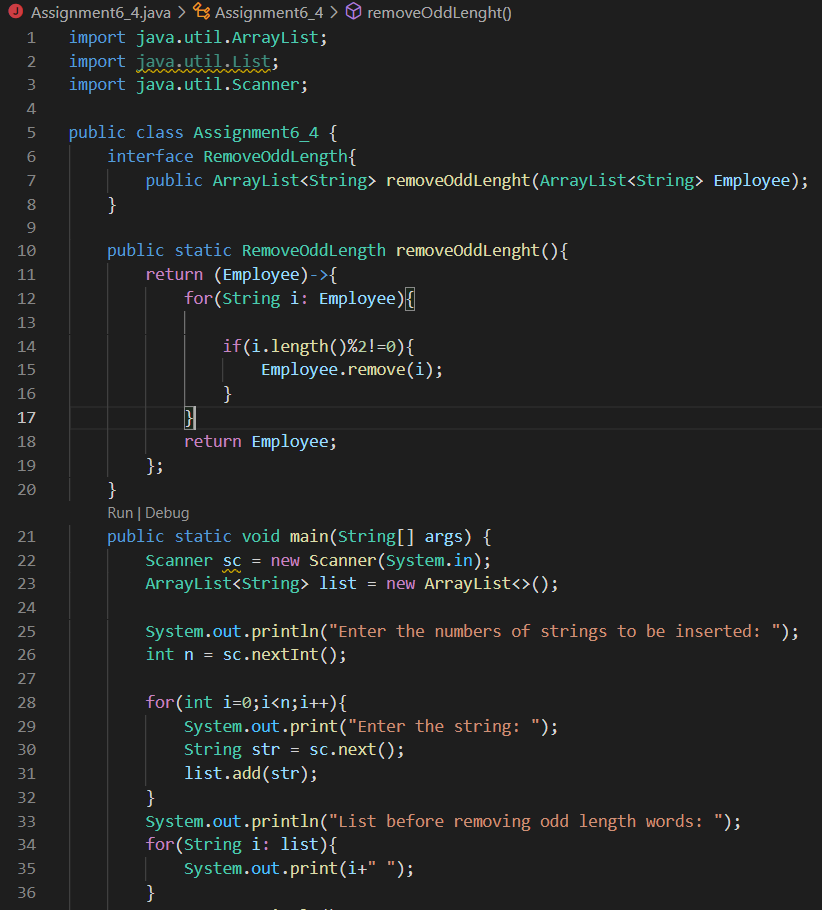 Assignment6_4.java > Assignment6_4 > removeOddLenght()
1 import java.util.ArrayList;
2 import java.util.List;
3 import java.util.Scanner;
4
5 public class Assignment6_4 {
6 interface RemoveOddLength{
7 public ArrayList<String> removeOddLenght(ArrayList<String> Employee);
8 }
9
10 public static RemoveOddLength removeOddLenght(){
11 return (Employee)->{
12 for(String i: Employee){
13
14 if(i.length()%2!=0){
15 Employee.remove(i);
16 }
17 }
18 return Employee;
19 };
20 }
Run | Debug
21 public static void main(String[] args) {
22 Scanner sc = new Scanner(System.in);
23 ArrayList<String> list = new ArrayList<>();
24
25 System.out.println("Enter the numbers of strings to be inserted: ");
26 int n = sc.nextInt();
27
28 for(int i=0;i<n;i++){
29 System.out.print("Enter the string: ");
30 String str = sc.next();
31 list.add(str);
32 }
33 System.out.println("List before removing odd length words: ");
34 for(String i: list){
35 System.out.print(i+" ");
36 }